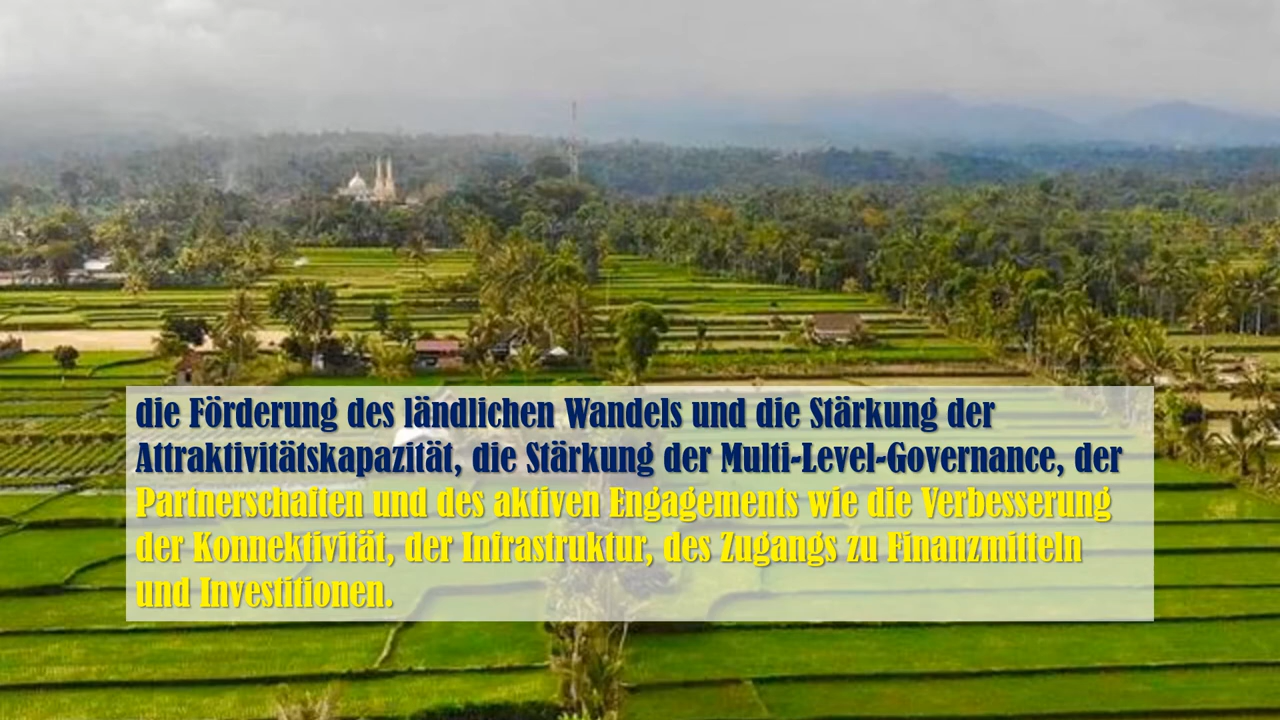 die Förderung des ländlichen Wandels und die Stärkung der
Attraktivitätskapazität, die Stärkung der Multi-Level-Governance, der
Partnerschaften und des aktiven Engagements wie die Verbesserung
der Konnektivität, der Infrastruktur, des Zugangs zu Finanzmitteln
und Investitionen.